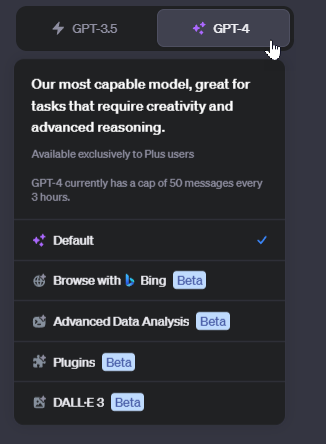 GPT-3.5 GPT-4
Our most capable model, great for
tasks that require creativity and
advanced reasoning.
Available exclusively to Plus users
GPT-4 currently has a cap of 50 messages every
3 hours.
Default
Browse with Bing Beta
Advanced Data Analysis Beta
Plugins Beta
DALL·E 3 Beta